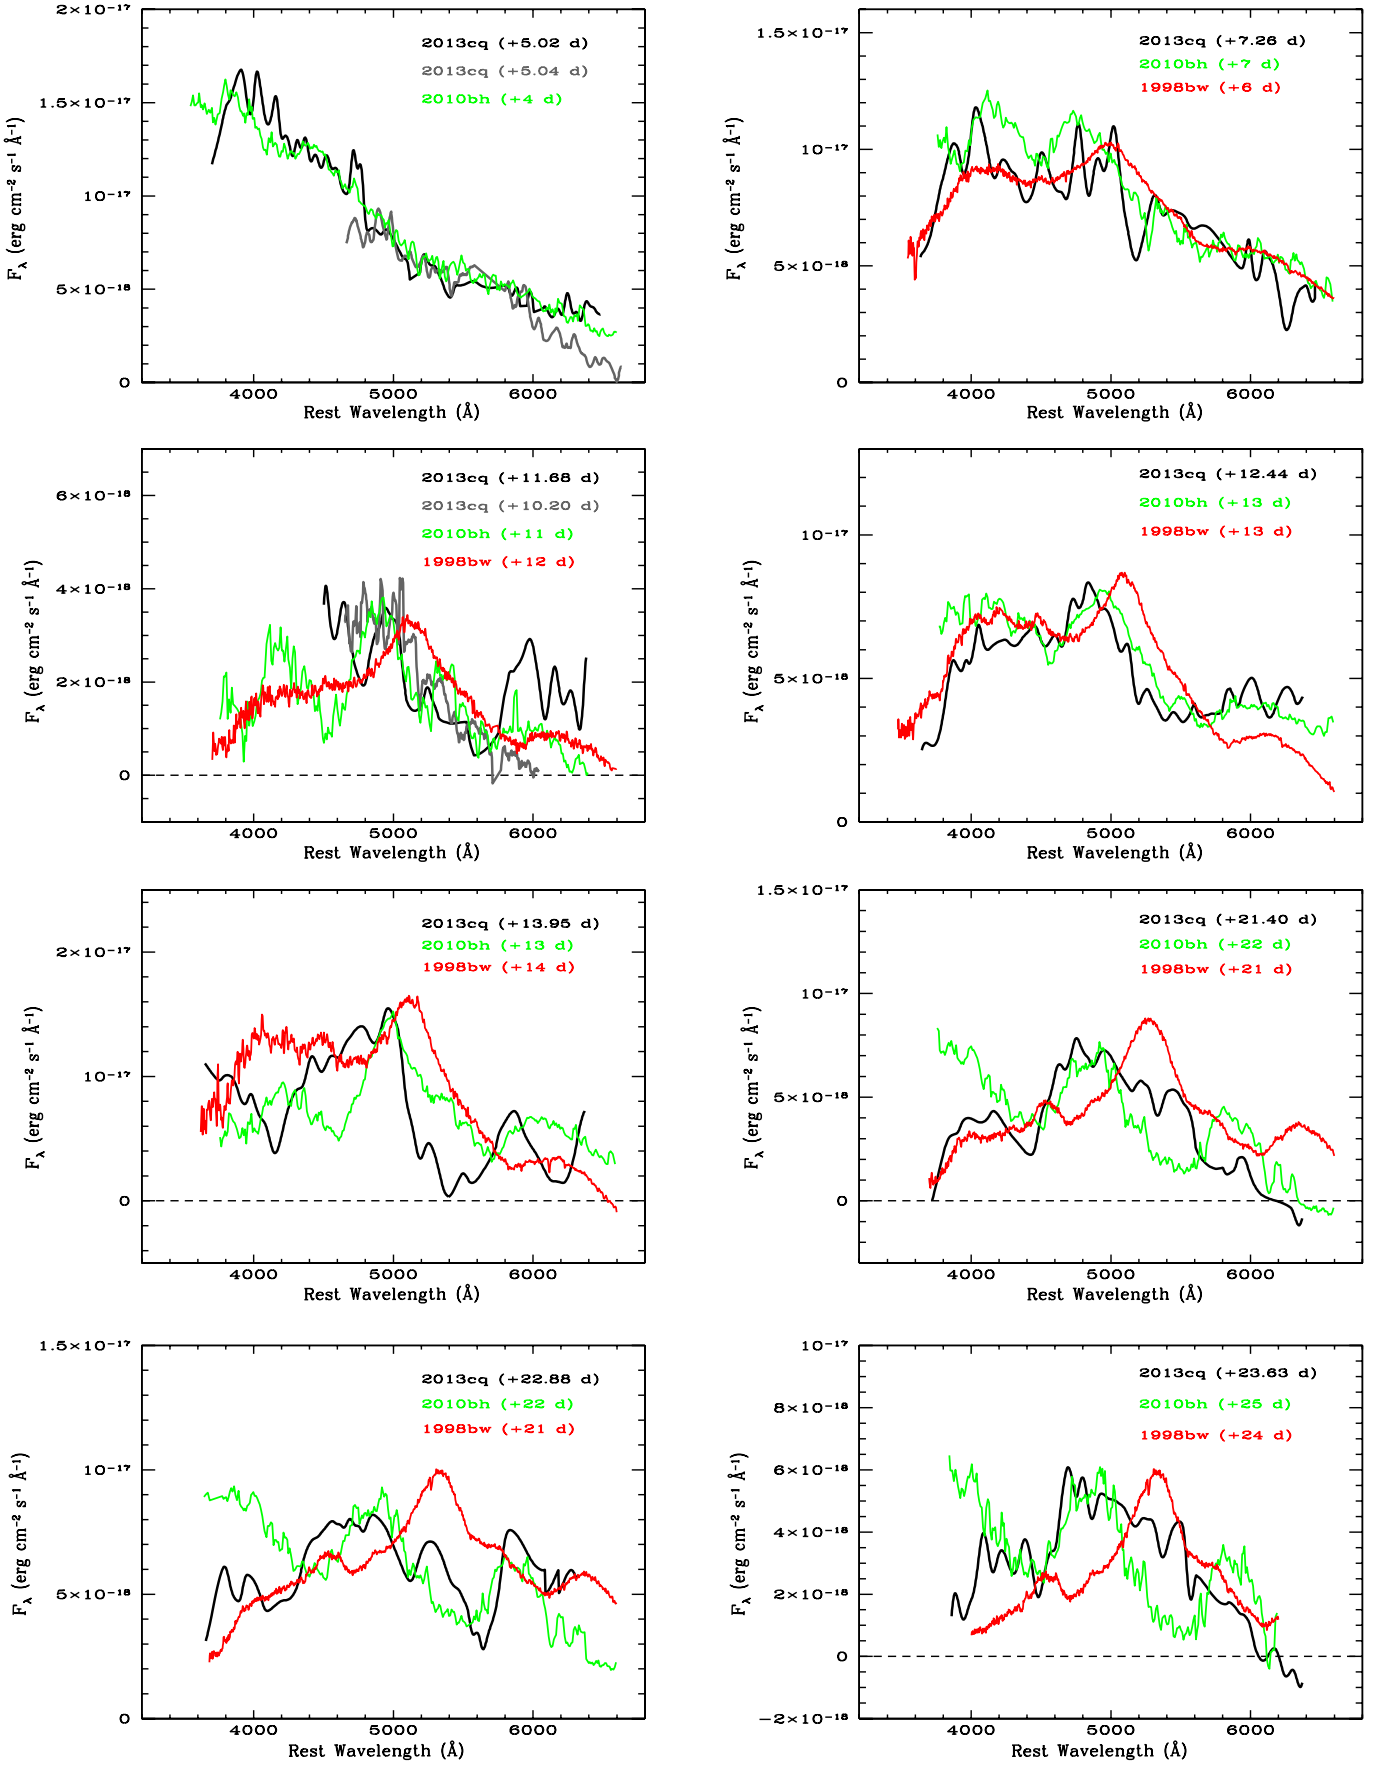 2×10⁻¹⁷
1.5×10⁻¹⁷
10⁻¹⁷
5×10⁻¹⁸
0
F_λ (erg cm⁻² s⁻¹ Å⁻¹)
2013cq (+5.02 d)
2013cq (+5.04 d)
2010bh (+4 d)
4000 5000 6000
Rest Wavelength (Å)
1.5×10⁻¹⁷
10⁻¹⁷
5×10⁻¹⁸
0
F_λ (erg cm⁻² s⁻¹ Å⁻¹)
2013cq (+7.26 d)
2010bh (+7 d)
1998bw (+6 d)
4000 5000 6000
Rest Wavelength (Å)
6×10⁻¹⁸
4×10⁻¹⁸
2×10⁻¹⁸
0
F_λ (erg cm⁻² s⁻¹ Å⁻¹)
2013cq (+11.68 d)
2013cq (+10.20 d)
2010bh (+11 d)
1998bw (+12 d)
4000 5000 6000
Rest Wavelength (Å)
10⁻¹⁷
5×10⁻¹⁸
0
F_λ (erg cm⁻² s⁻¹ Å⁻¹)
2013cq (+12.44 d)
2010bh (+13 d)
1998bw (+13 d)
4000 5000 6000
Rest Wavelength (Å)
2×10⁻¹⁷
10⁻¹⁷
0
F_λ (erg cm⁻² s⁻¹ Å⁻¹)
2013cq (+13.95 d)
2010bh (+13 d)
1998bw (+14 d)
4000 5000 6000
Rest Wavelength (Å)
1.5×10⁻¹⁷
10⁻¹⁷
5×10⁻¹⁸
0
F_λ (erg cm⁻² s⁻¹ Å⁻¹)
2013cq (+21.40 d)
2010bh (+22 d)
1998bw (+21 d)
4000 5000 6000
Rest Wavelength (Å)
1.5×10⁻¹⁷
10⁻¹⁷
5×10⁻¹⁸
0
F_λ (erg cm⁻² s⁻¹ Å⁻¹)
2013cq (+22.88 d)
2010bh (+22 d)
1998bw (+21 d)
4000 5000 6000
Rest Wavelength (Å)
10⁻¹⁷
8×10⁻¹⁸
6×10⁻¹⁸
4×10⁻¹⁸
2×10⁻¹⁸
0
−2×10⁻¹⁸
F_λ (erg cm⁻² s⁻¹ Å⁻¹)
2013cq (+23.63 d)
2010bh (+25 d)
1998bw (+24 d)
4000 5000 6000
Rest Wavelength (Å)